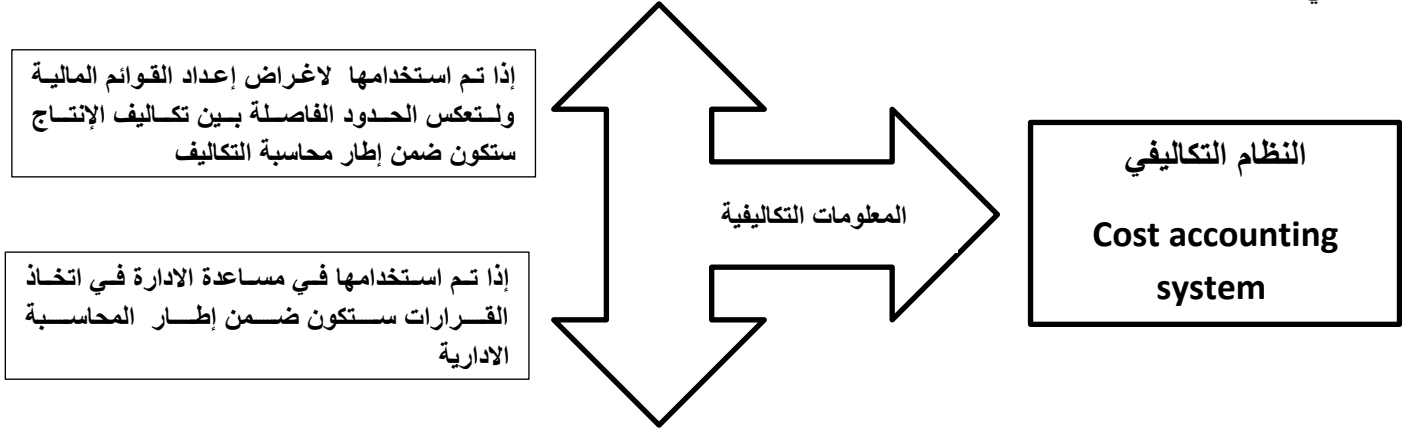 ي
إذا تم استخدامها لاغراض إعداد القوائم المالية
ولتعكس الحدود الفاصلة بين تكاليف الإنتاج
ستكون ضمن إطار محاسبة التكاليف
النظام التكاليفي
Cost accounting
system
المعلومات التكاليفية
إذا تم استخدامها في مساعدة الادارة في اتخاذ
القرارات ستكون ضمن إطار المحاسبة
الادارية